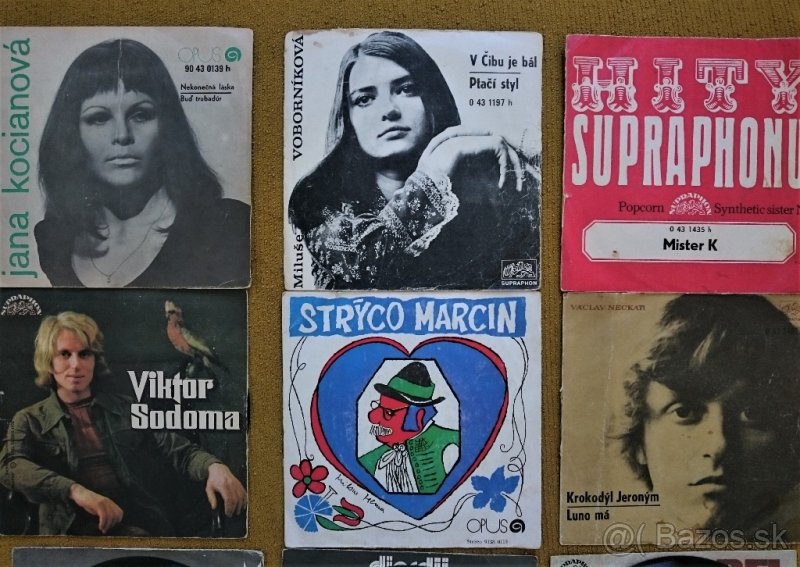 jana kocianová
OPUS
90 43 0139 h
Nekonečná láska
Buď trubadúr
Miluše VOBORNÍKOVÁ
V Čibu je bál
Ptačí styl
0 43 1197 h
SUPRAPHON
HITY
SUPRAPHONU
Popcorn SUPRAPHON Synthetic sister
0 43 1435 h
Mister K
SUPRAPHON
Viktor
Sodoma
STRÝCO MARCIN
OPUS
VÁCLAV NECKÁŘ
Krokodýl Jeroným
Luno má
Bazos.sk